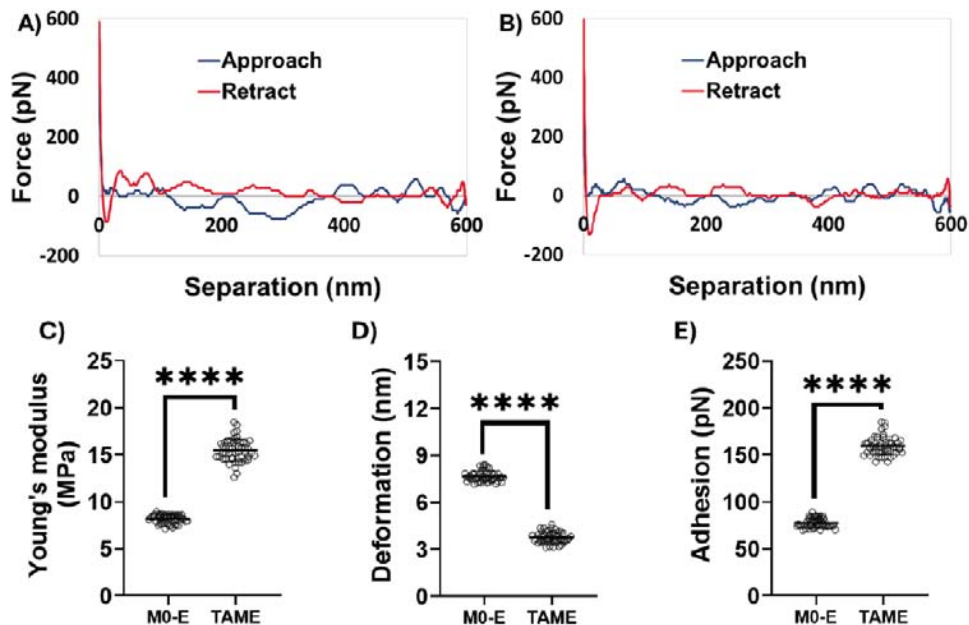 A)
600
400
200
0
-200
Force (pN)
Approach
Retract
0
200
400
600
Separation (nm)
B)
600
400
200
0
-200
Force (pN)
Approach
Retract
0
200
400
600
Separation (nm)
C)
Young's modulus
(MPa)
25
20
15
10
5
0
****
M0-E
TAME
D)
Deformation (nm)
15
12
9
6
3
0
****
M0-E
TAME
E)
Adhesion (pN)
250
200
150
100
50
0
****
M0-E
TAME